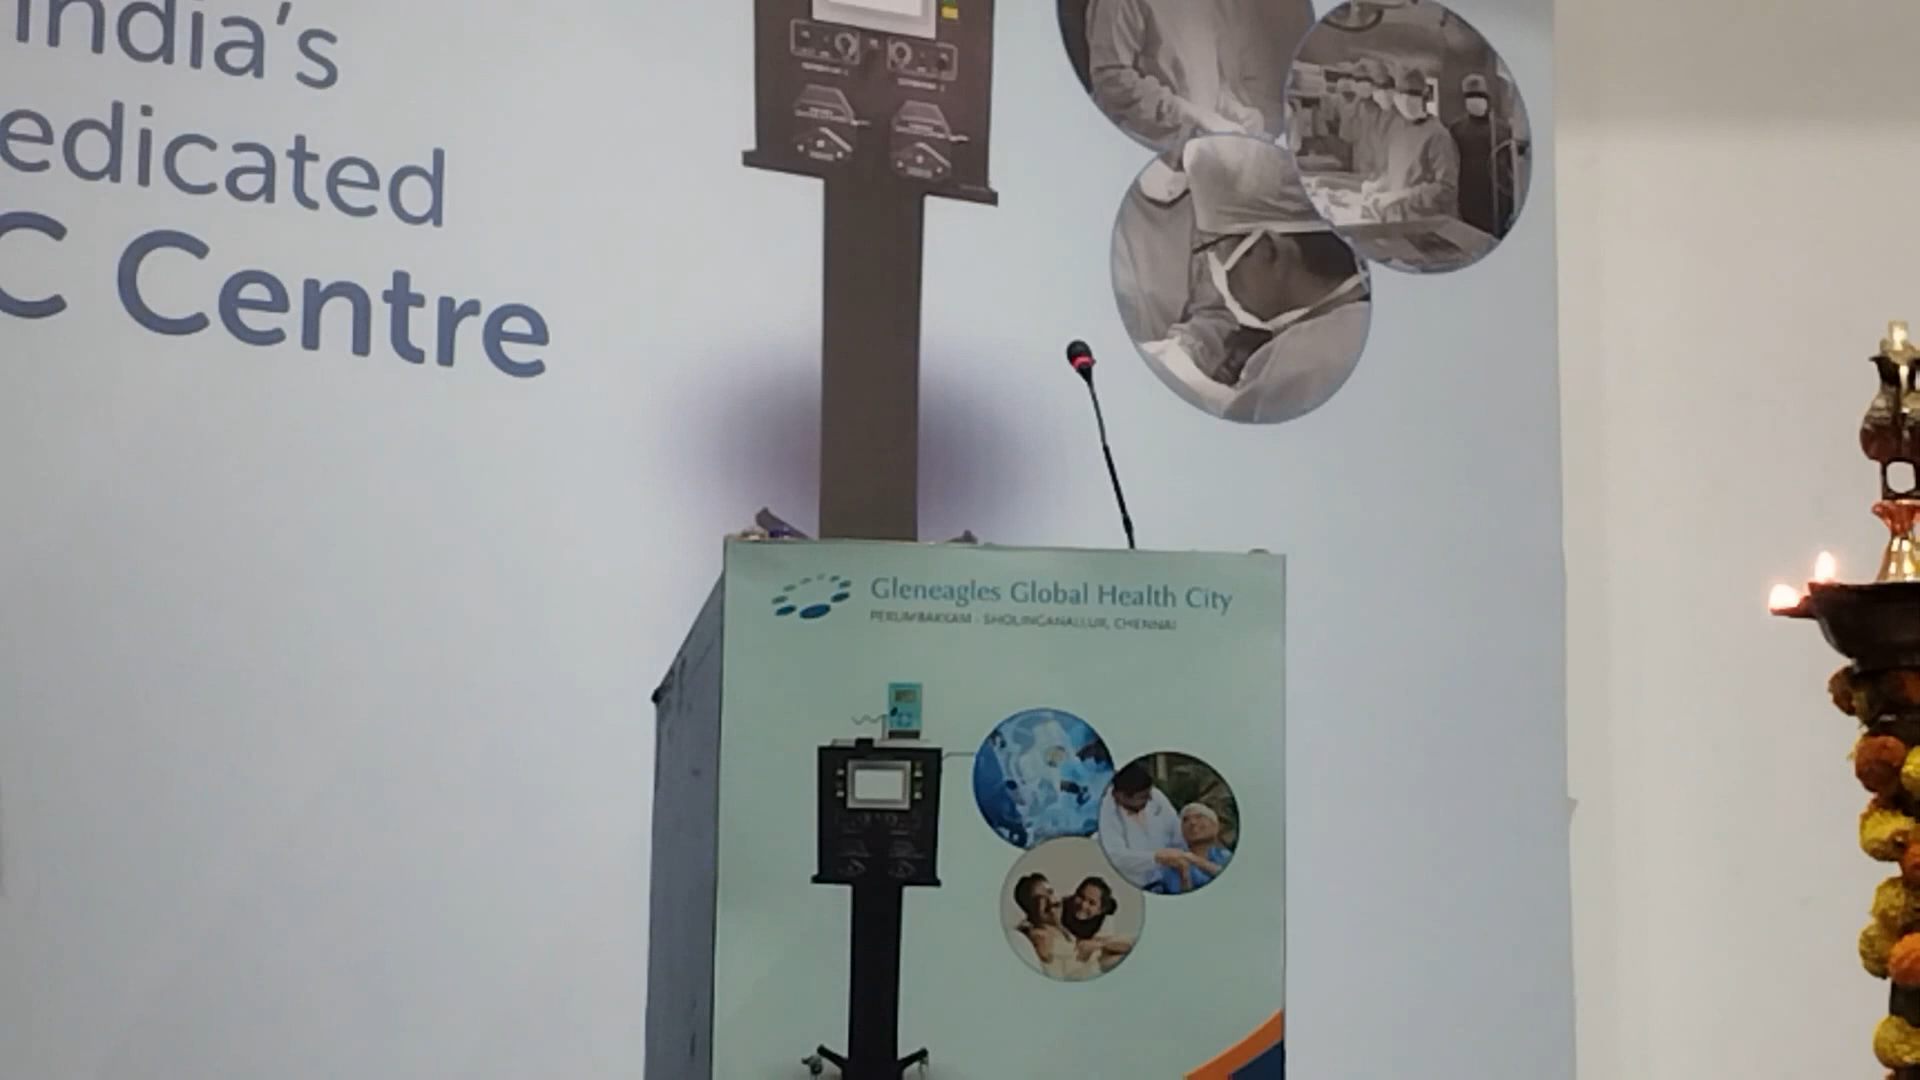 India's
edicated
C Centre
Gleneagles Global Health City
PERUMBAKKAM - SHOLINGANALLUR, CHENNAI